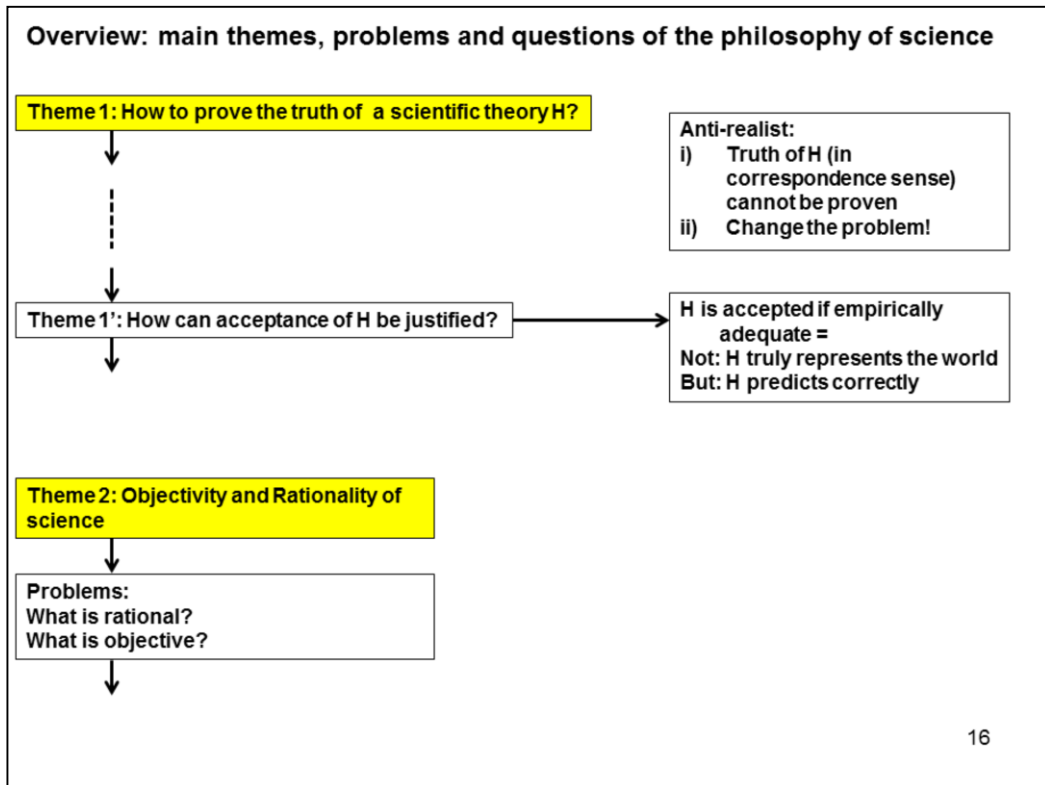 Overview: main themes, problems and questions of the philosophy of science
Theme 1: How to prove the truth of a scientific theory H?
Anti-realist:
i) Truth of H (in
correspondence sense)
cannot be proven
ii) Change the problem!
Theme 1’: How can acceptance of H be justified?
H is accepted if empirically
adequate =
Not: H truly represents the world
But: H predicts correctly
Theme 2: Objectivity and Rationality of
science
Problems:
What is rational?
What is objective?
16